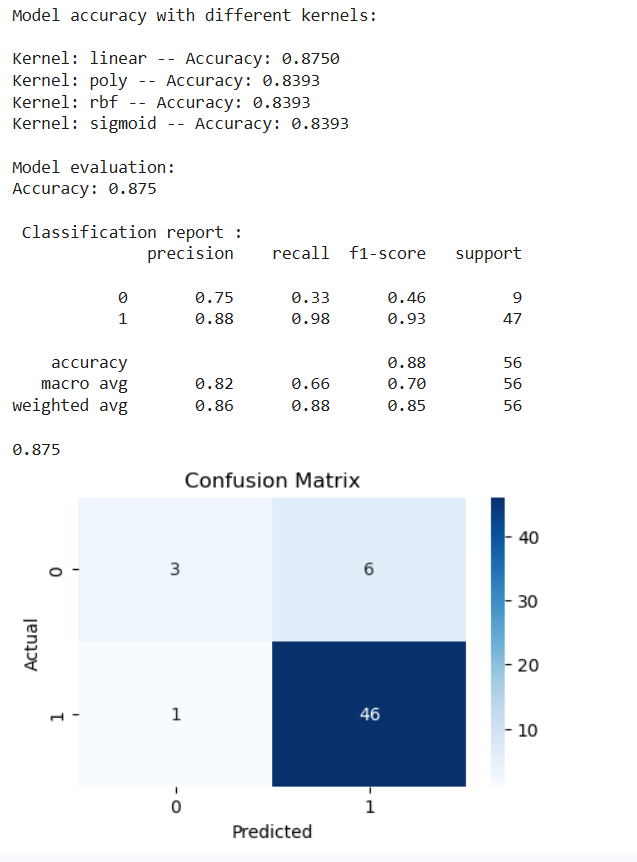 Model accuracy with different kernels:
Kernel: linear -- Accuracy: 0.8750
Kernel: poly -- Accuracy: 0.8393
Kernel: rbf -- Accuracy: 0.8393
Kernel: sigmoid -- Accuracy: 0.8393
Model evaluation:
Accuracy: 0.875
Classification report :
precision recall f1-score support
0 0.75 0.33 0.46 9
1 0.88 0.98 0.93 47
accuracy 0.88 56
macro avg 0.82 0.66 0.70 56
weighted avg 0.86 0.88 0.85 56
0.875
Confusion Matrix
Actual
0
1
3 6
1 46
0 1
Predicted
40
30
20
10